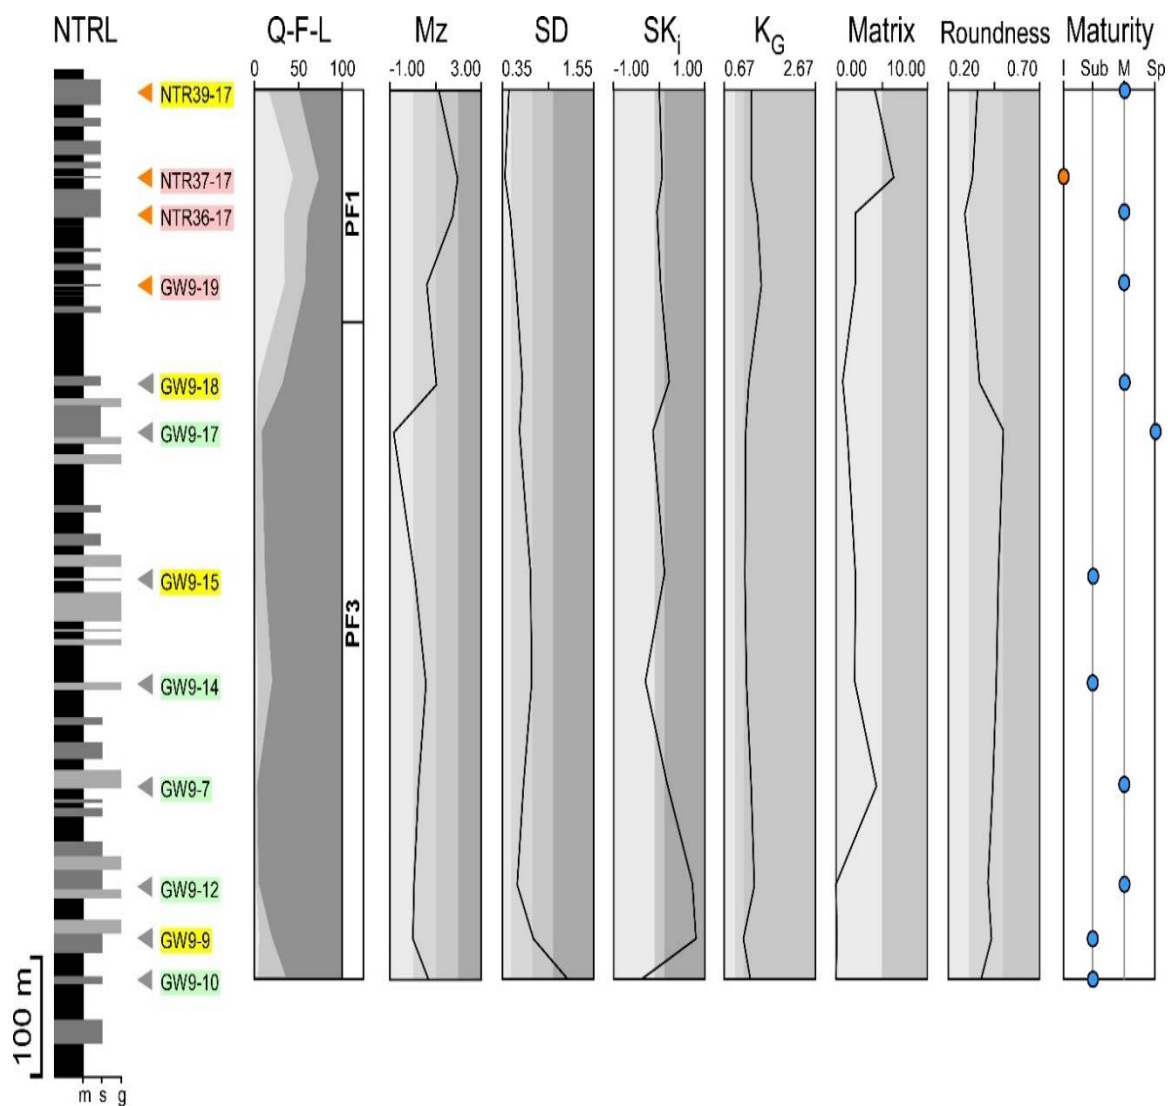 NTRL Q-F-L Mz SD SKi KG Matrix Roundness Maturity
0 50 100 -1.00 3.00 0.35 1.55 -1.00 1.00 0.67 2.67 0.00 10.00 0.20 0.70 I Sub M Sp
NTR39-17
NTR37-17
PF1
NTR36-17
GW9-19
GW9-18
GW9-17
GW9-15
PF3
GW9-14
GW9-7
GW9-12
GW9-9
GW9-10
100 m
m s g